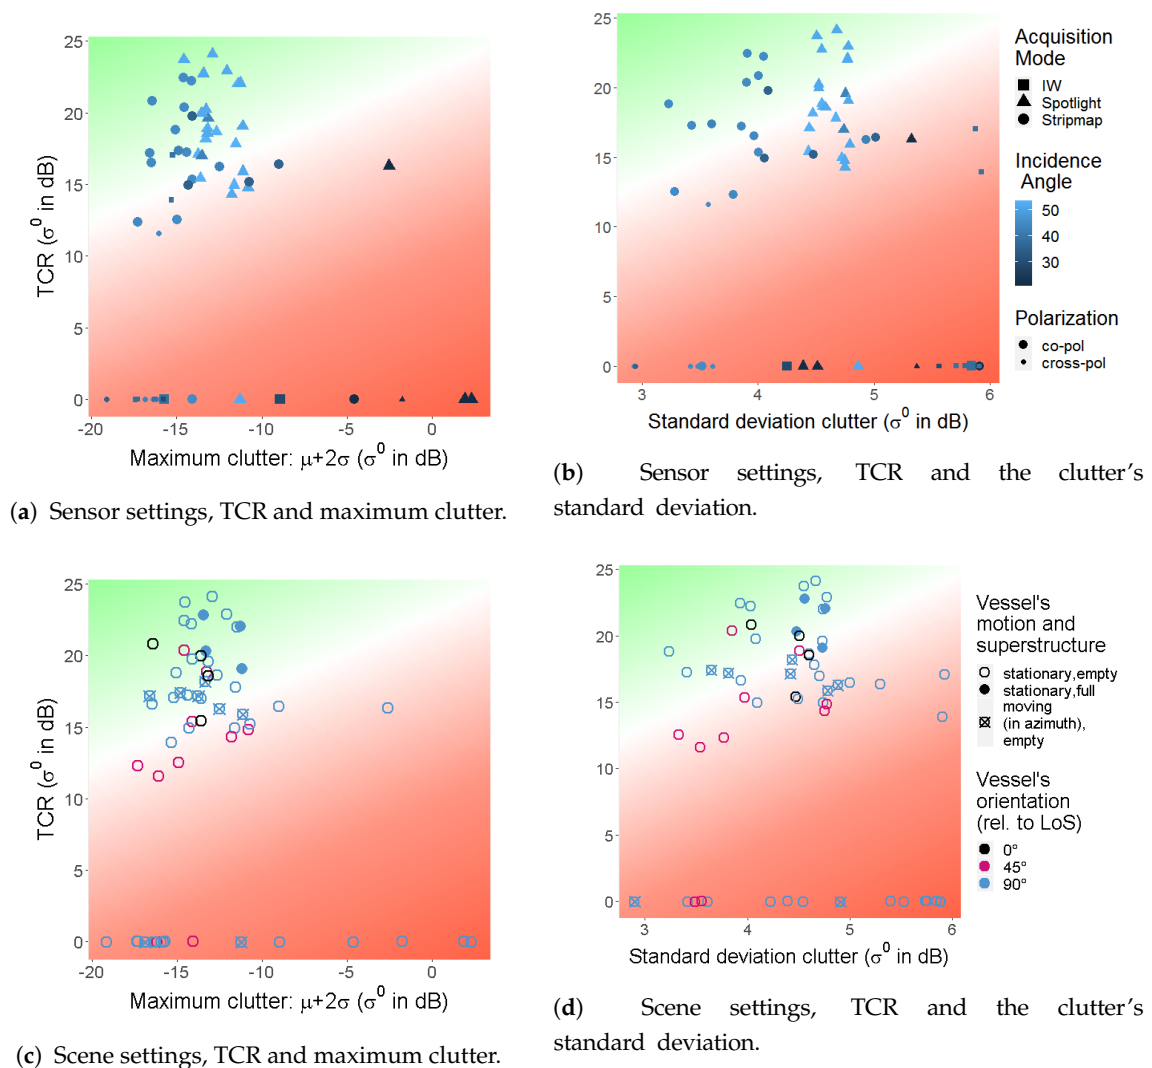 25
20
15
10
5
0
TCR (σ⁰ in dB)
-20 -15 -10 -5 0
Maximum clutter: μ+2σ (σ⁰ in dB)
(a) Sensor settings, TCR and maximum clutter.
25
20
15
10
5
0
3 4 5 6
Standard deviation clutter (σ⁰ in dB)
Acquisition
Mode
IW
Spotlight
Stripmap
Incidence
Angle
50
40
30
Polarization
co-pol
cross-pol
(b) Sensor settings, TCR and the clutter's
standard deviation.
25
20
15
10
5
0
TCR (σ⁰ in dB)
-20 -15 -10 -5 0
Maximum clutter: μ+2σ (σ⁰ in dB)
(c) Scene settings, TCR and maximum clutter.
25
20
15
10
5
0
3 4 5 6
Standard deviation clutter (σ⁰ in dB)
Vessel's
motion and
superstructure
stationary,empty
stationary,full
moving
(in azimuth),
empty
Vessel's
orientation
(rel. to LoS)
0°
45°
90°
(d) Scene settings, TCR and the clutter's
standard deviation.